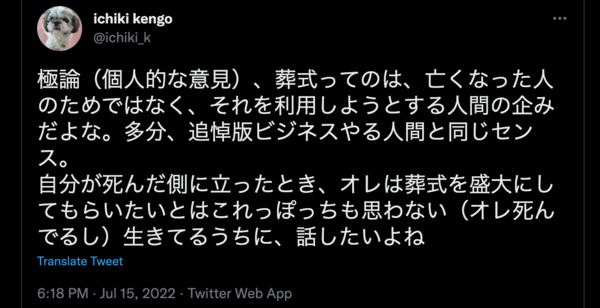 ichiki kengo
@ichiki_k
極論（個人的な意見）、葬式ってのは、亡くなった人
のためではなく、それを利用しようとする人間の企み
だよな。多分、追悼版ビジネスやる人間と同じセン
ス。
自分が死んだ側に立ったとき、オレは葬式を盛大にし
てもらいたいとはこれっぽっちも思わない（オレ死ん
でるし）生きてるうちに、話したいよね
Translate Tweet
6:18 PM · Jul 15, 2022 · Twitter Web App